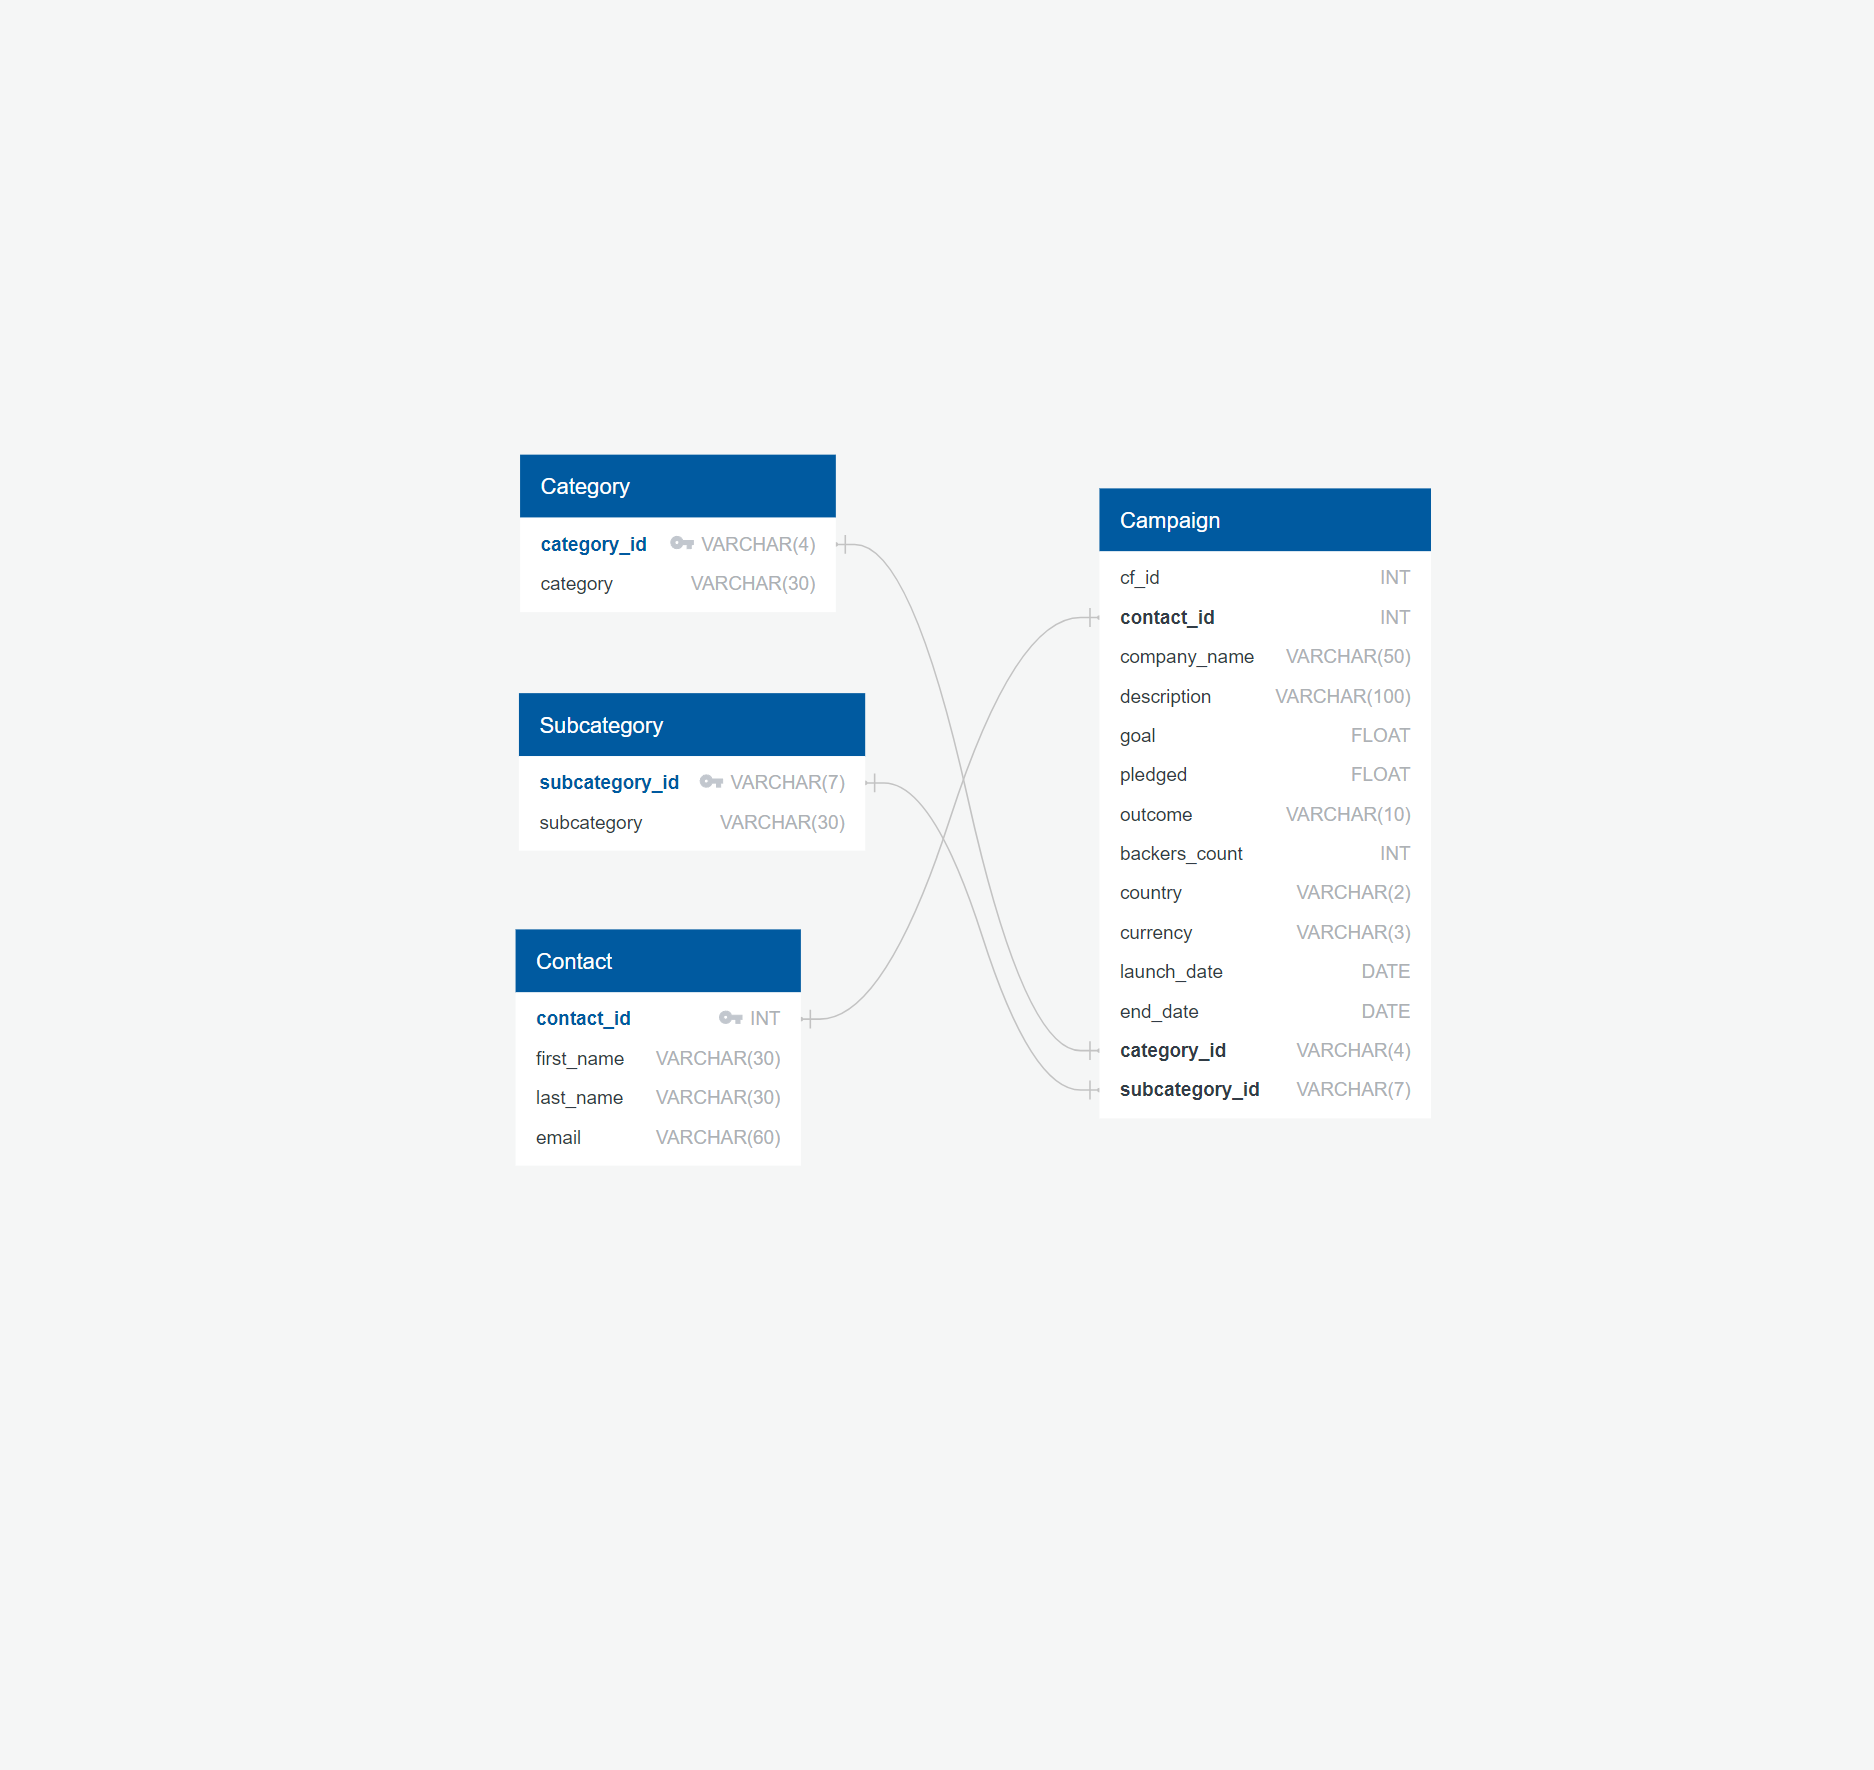 Category
category_id VARCHAR(4)
category VARCHAR(30)
Subcategory
subcategory_id VARCHAR(7)
subcategory VARCHAR(30)
Contact
contact_id INT
first_name VARCHAR(30)
last_name VARCHAR(30)
email VARCHAR(60)
Campaign
cf_id INT
contact_id INT
company_name VARCHAR(50)
description VARCHAR(100)
goal FLOAT
pledged FLOAT
outcome VARCHAR(10)
backers_count INT
country VARCHAR(2)
currency VARCHAR(3)
launch_date DATE
end_date DATE
category_id VARCHAR(4)
subcategory_id VARCHAR(7)